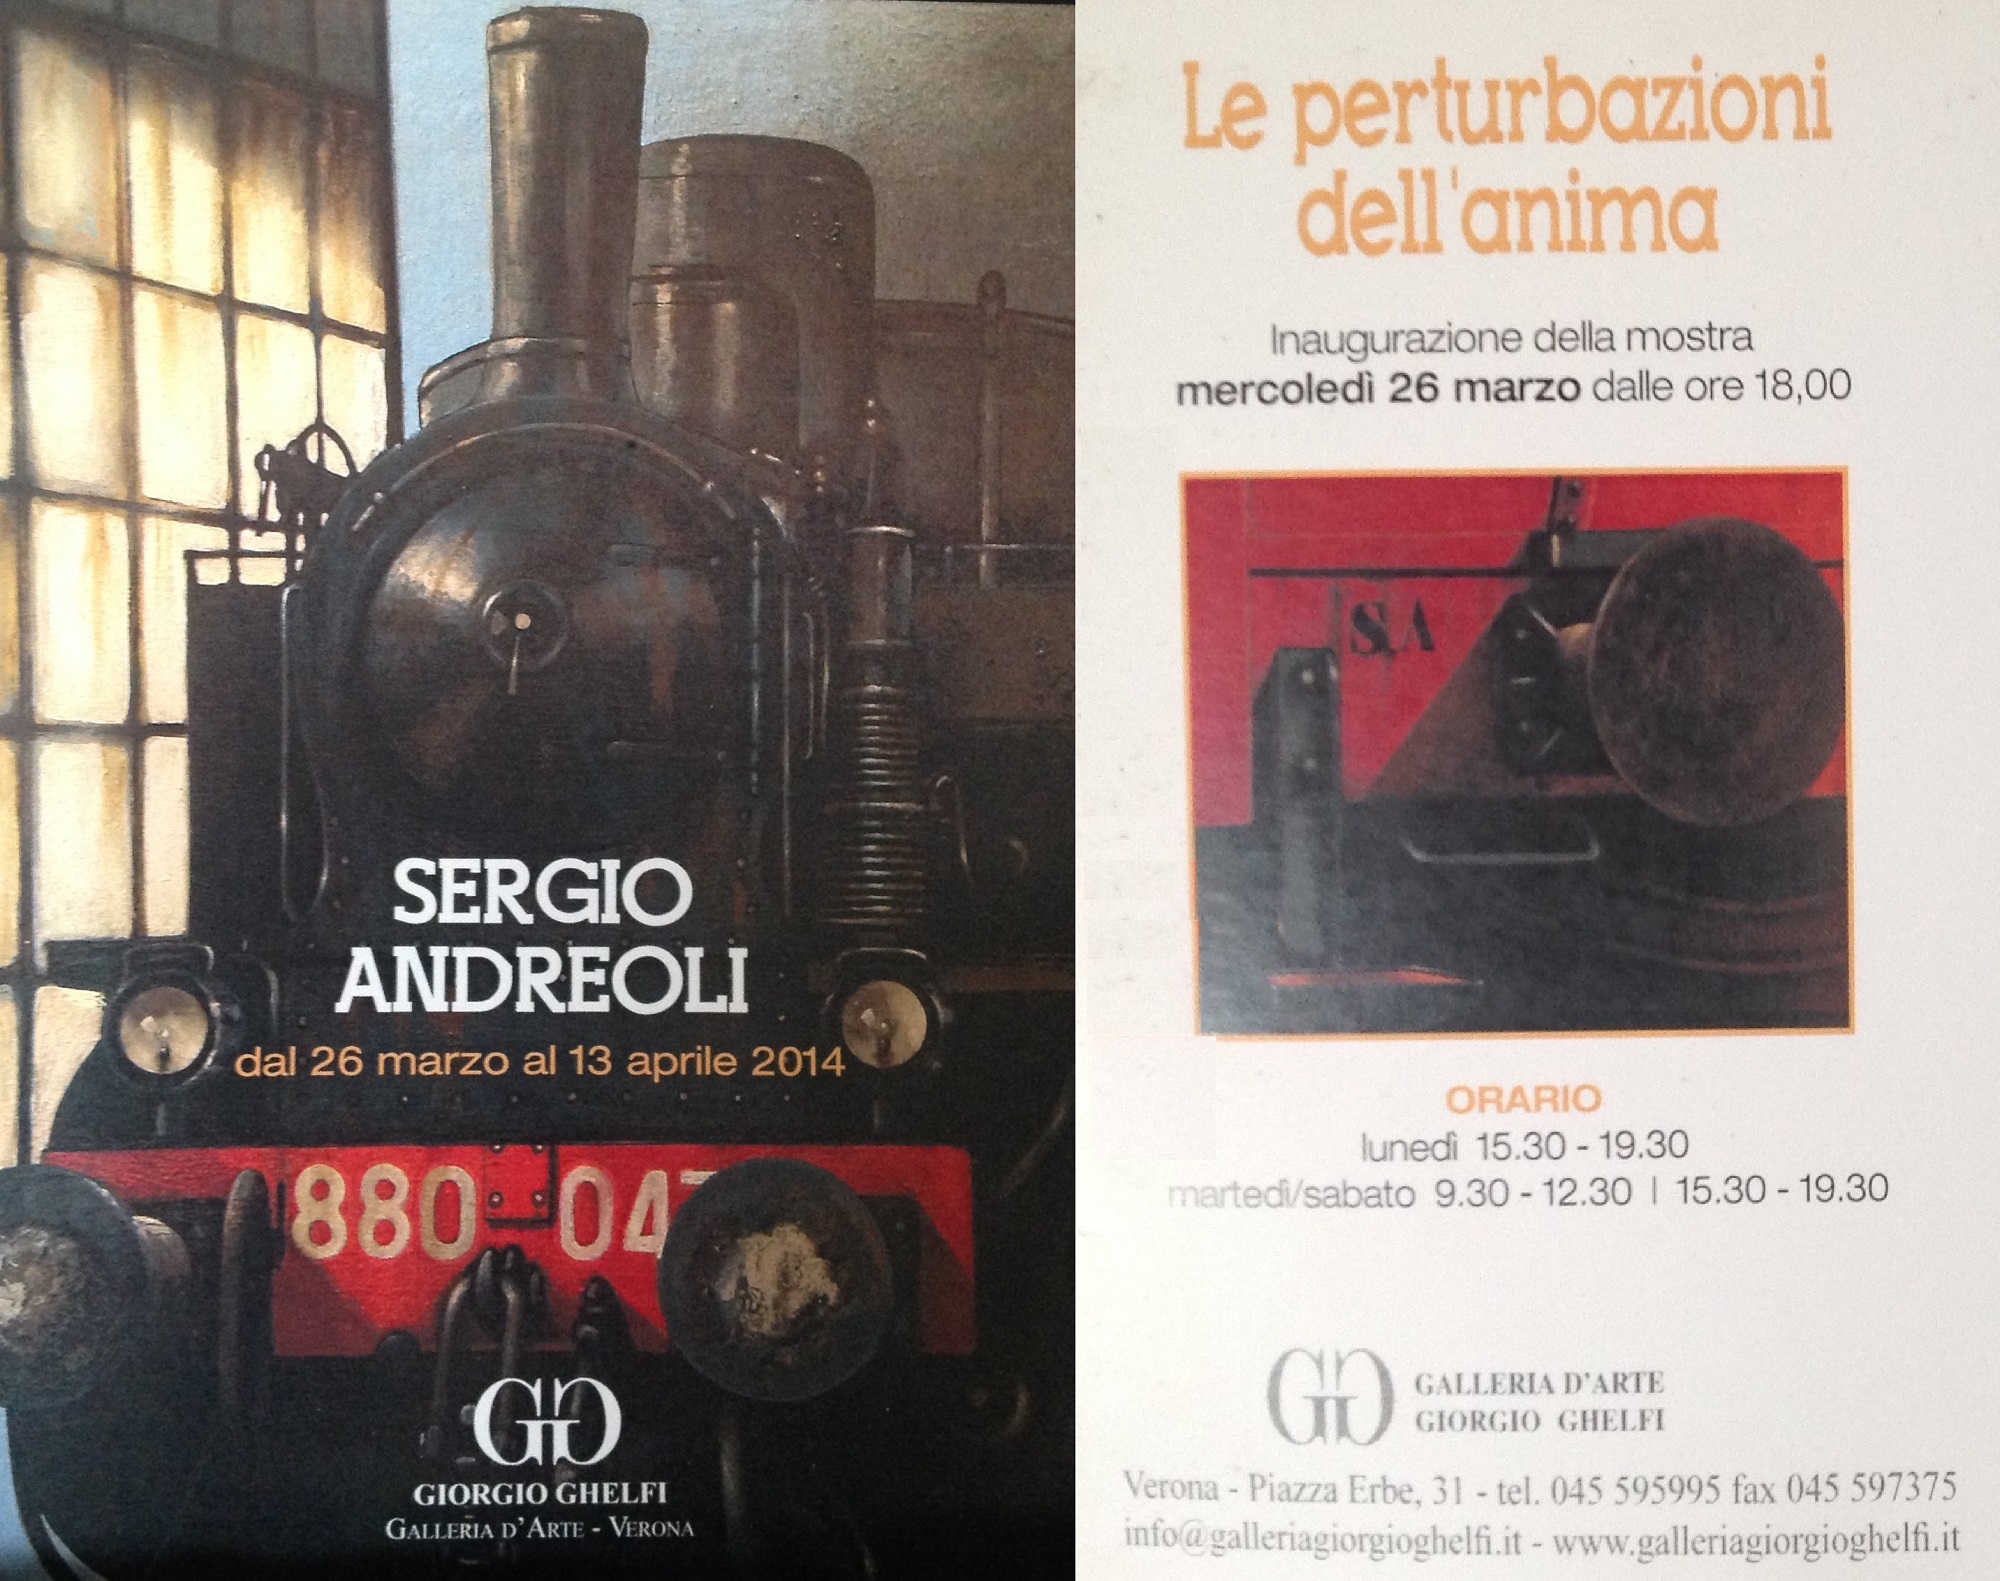 SERGIO
ANDREOLI
dal 26 marzo al 13 aprile 2014
880 04
GG
GIORGIO GHELFI
GALLERIA D'ARTE - VERONA
Le perturbazioni
dell'anima
Inaugurazione della mostra
mercoledì 26 marzo dalle ore 18,00
ORARIO
lunedì 15.30 - 19.30
martedì/sabato 9.30 - 12.30 | 15.30 - 19.30
GG
GALLERIA D'ARTE
GIORGIO GHELFI
Verona - Piazza Erbe, 31 - tel. 045 595995 fax 045 597375
info@galleriagiorgioghelfi.it - www.galleriagiorgioghelfi.it